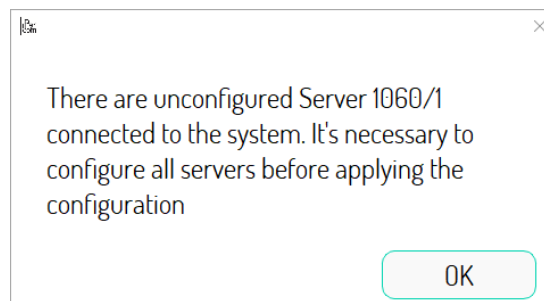 There are unconfigured Server 1060/1
connected to the system. It's necessary to
configure all servers before applying the
configuration
OK